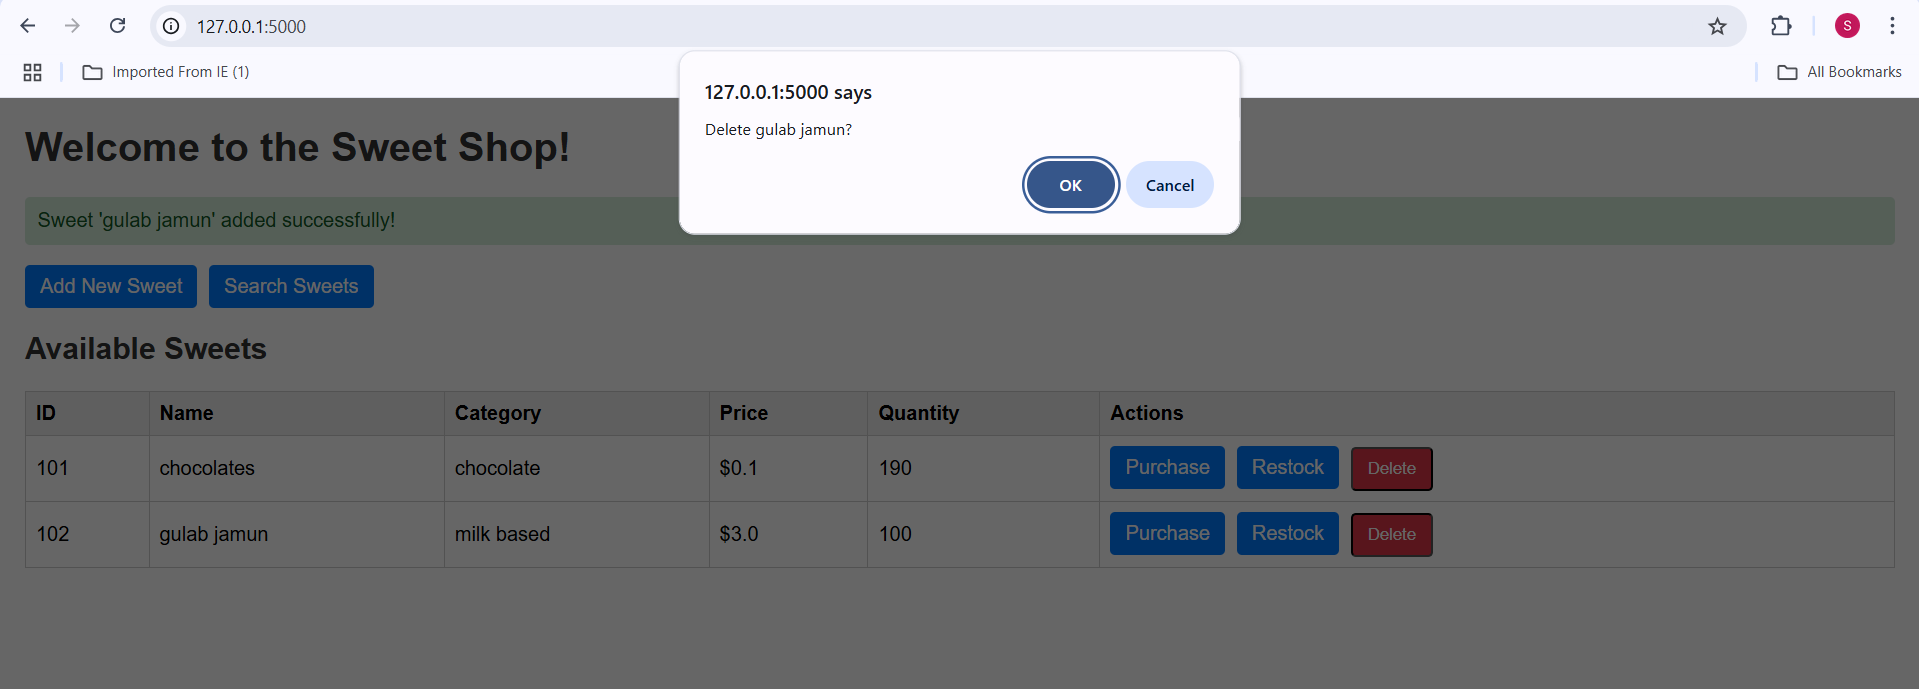 127.0.0.1:5000
S
Imported From IE (1)
All Bookmarks
127.0.0.1:5000 says
Delete gulab jamun?
OK Cancel
Welcome to the Sweet Shop!
Sweet 'gulab jamun' added successfully!
Add New Sweet Search Sweets
Available Sweets
ID Name Category Price Quantity Actions
101 chocolates chocolate $0.1 190 Purchase Restock Delete
102 gulab jamun milk based $3.0 100 Purchase Restock Delete